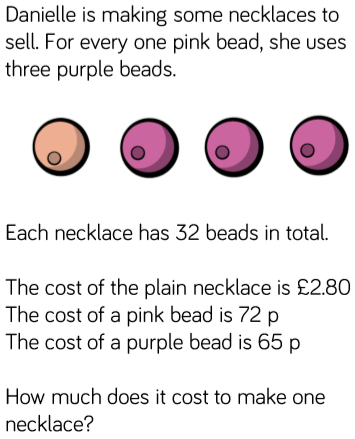 Danielle is making some necklaces to
sell. For every one pink bead, she uses
three purple beads.
Each necklace has 32 beads in total.
The cost of the plain necklace is £2.80
The cost of a pink bead is 72 p
The cost of a purple bead is 65 p
How much does it cost to make one
necklace?